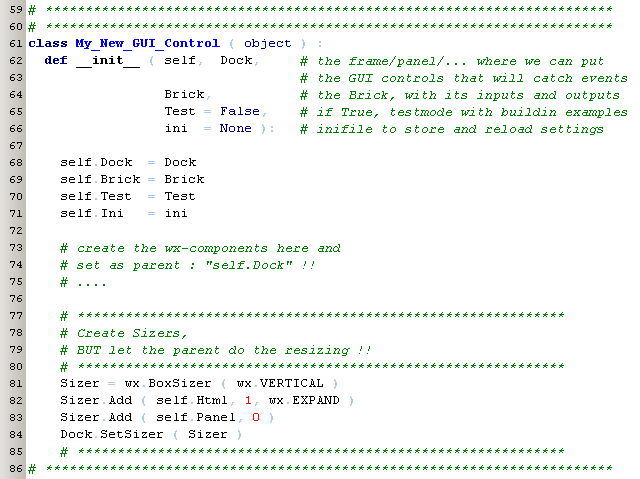 59 # **********************************************************************
60 # **********************************************************************
61 class My_New_GUI_Control ( object ) :
62   def __init__ ( self,  Dock,     # the frame/panel/... where we can put
63                                   # the GUI controls that will catch events
64                  Brick,           # the Brick, with its inputs and outputs
65                  Test = False,    # if True, testmode with buildin examples
66                  ini  = None ):   # inifile to store and reload settings
67
68     self.Dock  = Dock
69     self.Brick = Brick
70     self.Test  = Test
71     self.Ini   = ini
72
73     # create the wx-components here and
74     # set as parent : "self.Dock" !!
75     # ....
76
77     # ************************************************************
78     # Create Sizers,
79     # BUT let the parent do the resizing !!
80     # ************************************************************
81     Sizer = wx.BoxSizer ( wx.VERTICAL )
82     Sizer.Add ( self.Html, 1, wx.EXPAND )
83     Sizer.Add ( self.Panel, 0 )
84     Dock.SetSizer ( Sizer )
85     # ************************************************************
86 # **********************************************************************